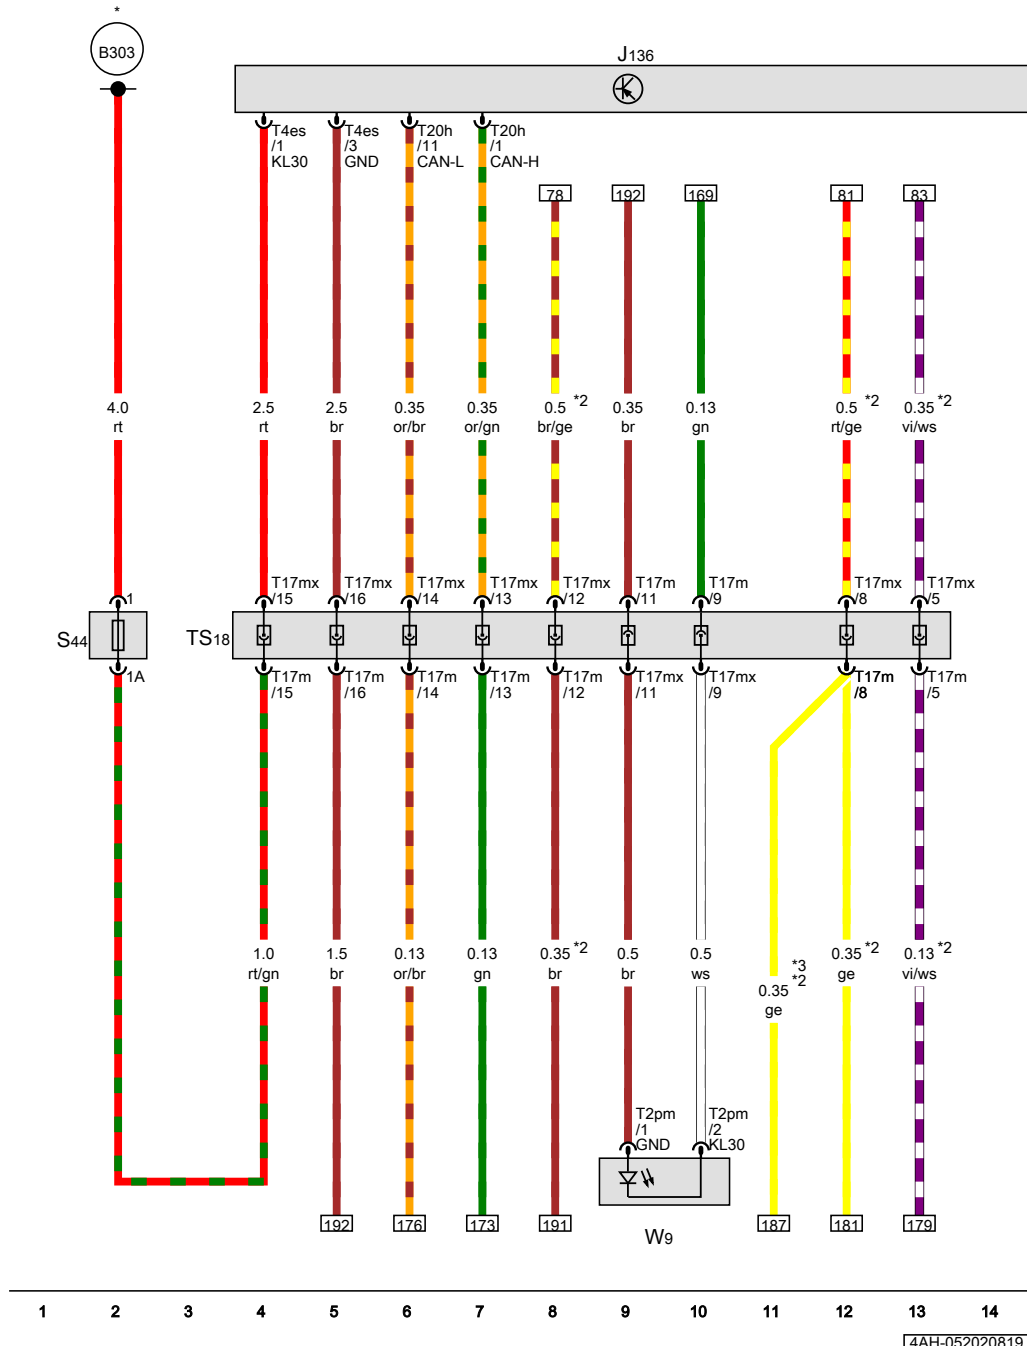 *
B303
J136
T4es
/1
KL30
T4es
/3
GND
T20h
/11
CAN-L
T20h
/1
CAN-H
78
192
169
81
83
4.0
rt
2.5
rt
2.5
br
0.35
or/br
0.35
or/gn
0.5 *2
br/ge
0.35
br
0.13
gn
0.5 *2
rt/ge
0.35 *2
vi/ws
1
T17mx
/15
T17mx
/16
T17mx
/14
T17mx
/13
T17mx
/12
T17m
/11
T17m
/9
T17mx
/8
T17mx
/5
S44
TS18
1A
T17m
/15
T17m
/16
T17m
/14
T17m
/13
T17m
/12
T17mx
/11
T17mx
/9
T17m
/8
T17m
/5
1.0
rt/gn
1.5
br
0.13
or/br
0.13
gn
0.35 *2
br
0.5
br
0.5
ws
*3
*2
0.35
ge
0.35 *2
ge
0.13 *2
vi/ws
T2pm
/1
GND
T2pm
/2
KL30
W9
192
176
173
191
187
181
179
1 2 3 4 5 6 7 8 9 10 11 12 13 14
4AH-052020819